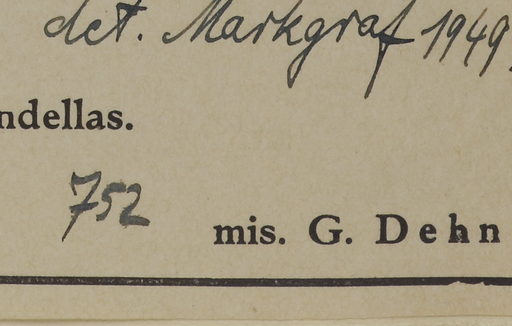 det. Markgraf 1949.
ndellas.
752
mis. G. Dehn